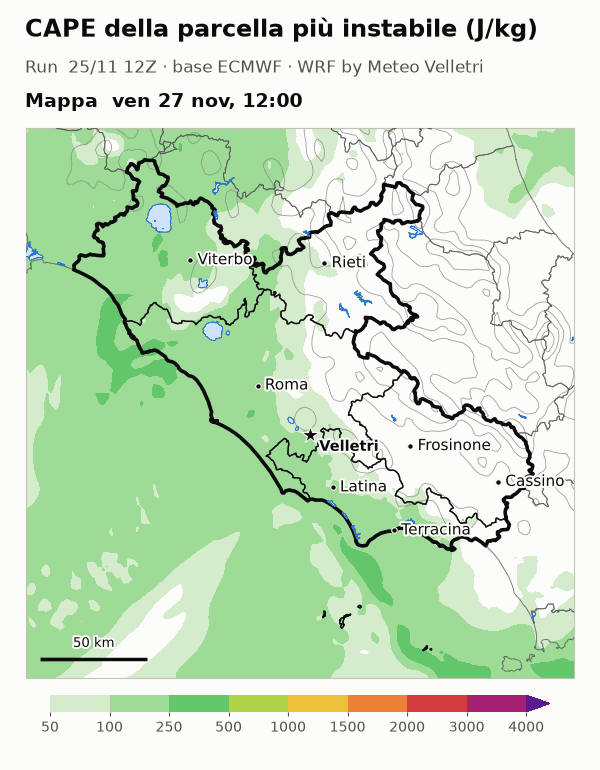 CAPE della parcella più instabile (J/kg)
Run  25/11 12Z · base ECMWF · WRF by Meteo Velletri
Mappa  ven 27 nov, 12:00
Viterbo
Rieti
Roma
Velletri
Frosinone
Latina
Cassino
Terracina
50 km
50 100 250 500 1000 1500 2000 3000 4000